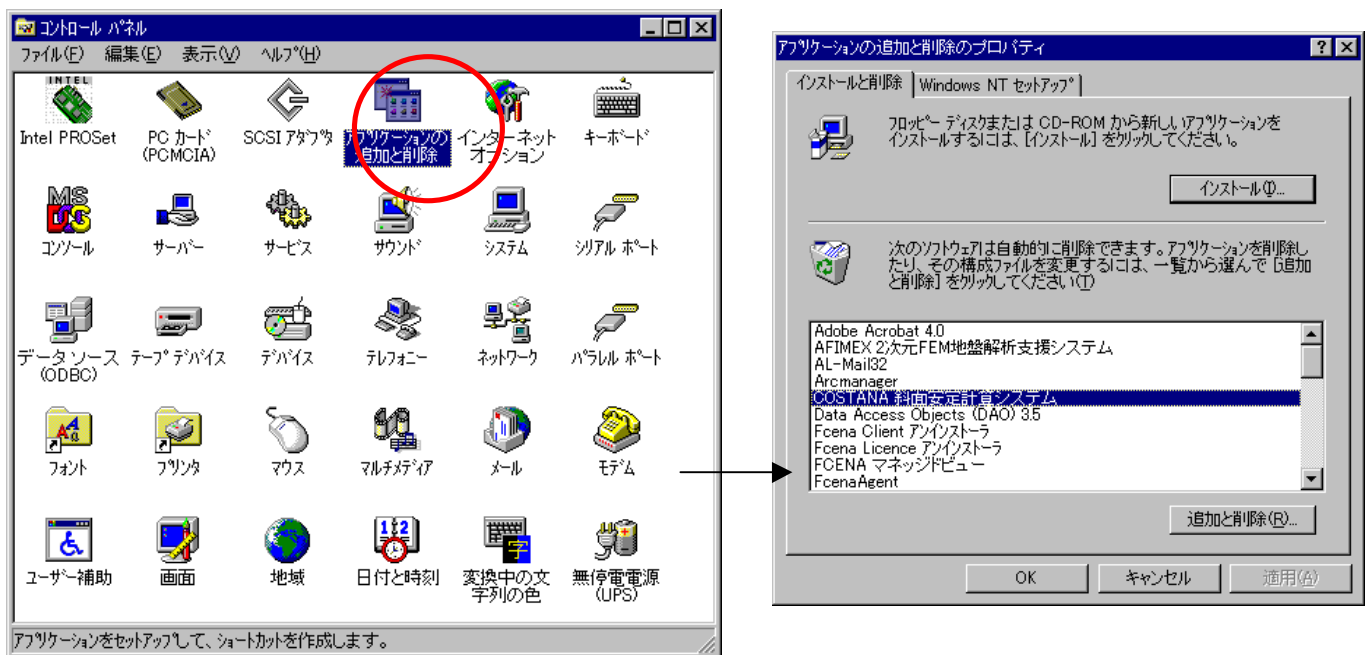 コントロール パネル
ファイル(F) 編集(E) 表示(V) ヘルプ(H)
Intel PROSet
PC カード
(PCMCIA)
SCSI アダプタ
アプリケーションの
追加と削除
インターネット
オプション
キーボード
コンソール
サーバー
サービス
サウンド
システム
シリアル ポート
データ ソース
(ODBC)
テープ デバイス
デバイス
テレフォニー
ネットワーク
パラレル ポート
フォント
プリンタ
マウス
マルチメディア
メール
モデム
ユーザー補助
画面
地域
日付と時刻
変換中の文
字列の色
無停電電源
(UPS)
アプリケーションをセットアップして、ショートカットを作成します。
アプリケーションの追加と削除のプロパティ
インストールと削除
Windows NT セットアップ
フロッピー ディスクまたは CD-ROM から新しいアプリケーションを
インストールするには、[インストール] をクリックしてください。
インストール(I)...
次のソフトウェアは自動的に削除できます。アプリケーションを削除し
たり、その構成ファイルを変更するには、一覧から選んで [追加
と削除] をクリックしてください(T)
Adobe Acrobat 4.0
AFIMEX 2次元FEM地盤解析支援システム
AL-Mail32
Arcmanager
COSTANA 斜面安定計算システム
Data Access Objects (DAO) 3.5
Fcena Client アンインストーラ
Fcena Licence アンインストーラ
FCENA マネッジドビュー
FcenaAgent
追加と削除(R)...
OK
キャンセル
適用(A)